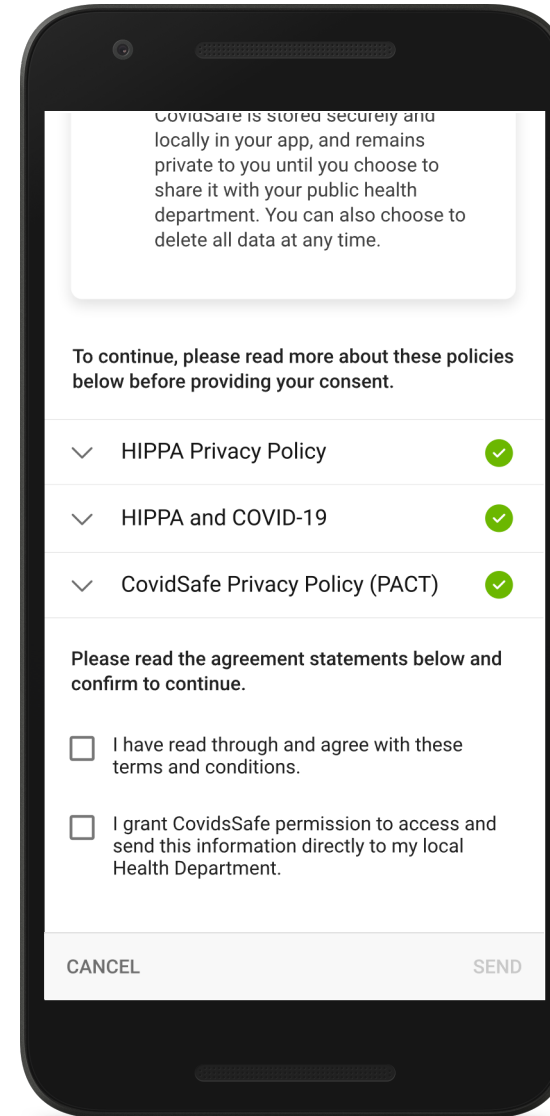 CovidSafe is stored securely and
locally in your app, and remains
private to you until you choose to
share it with your public health
department. You can also choose to
delete all data at any time.
To continue, please read more about these policies
below before providing your consent.
HIPPA Privacy Policy
HIPPA and COVID-19
CovidSafe Privacy Policy (PACT)
Please read the agreement statements below and
confirm to continue.
I have read through and agree with these
terms and conditions.
I grant CovidsSafe permission to access and
send this information directly to my local
Health Department.
CANCEL
SEND